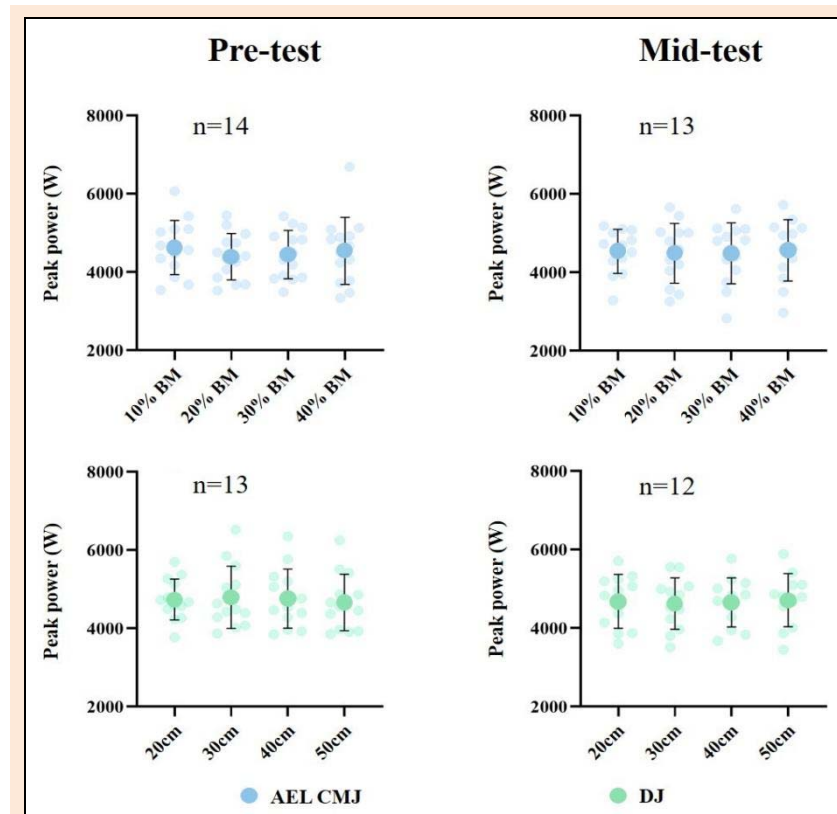 Pre-test
Mid-test
8000
6000
4000
2000
Peak power (W)
n=14
10% BM
20% BM
30% BM
40% BM
8000
6000
4000
2000
Peak power (W)
n=13
10% BM
20% BM
30% BM
40% BM
8000
6000
4000
2000
Peak power (W)
n=13
20cm
30cm
40cm
50cm
8000
6000
4000
2000
Peak power (W)
n=12
20cm
30cm
40cm
50cm
AEL CMJ
DJ